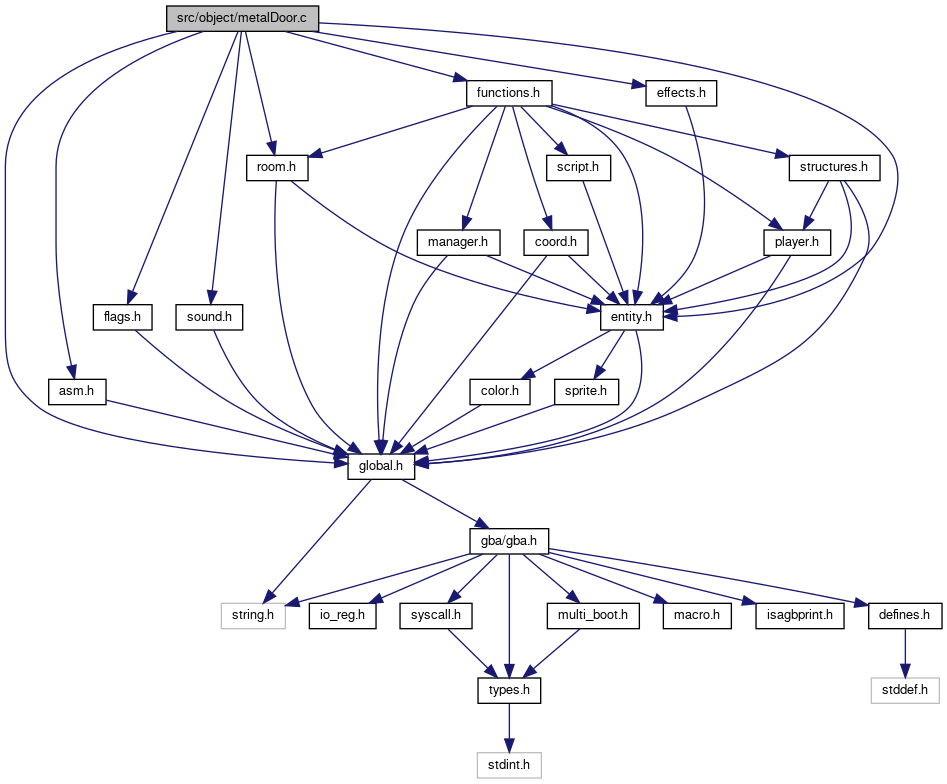 src/object/metalDoor.c
functions.h
effects.h
room.h
script.h
structures.h
manager.h
coord.h
player.h
flags.h
sound.h
entity.h
asm.h
color.h
sprite.h
global.h
gba/gba.h
string.h
io_reg.h
syscall.h
multi_boot.h
macro.h
isagbprint.h
defines.h
types.h
stddef.h
stdint.h